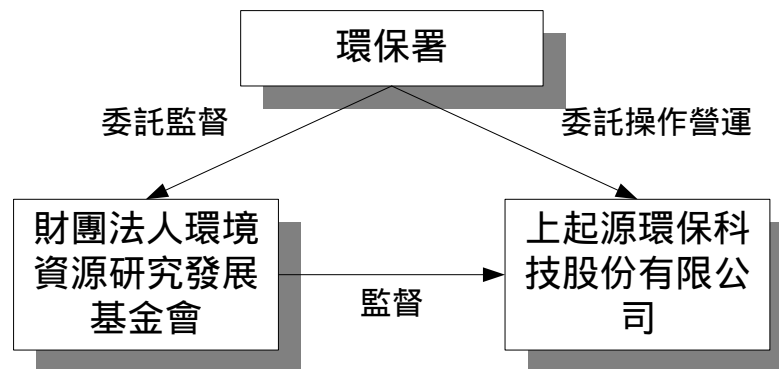 環保署
委託監督
委託操作營運
財團法人環境
資源研究發展
基金會
監督
上起源環保科
技股份有限公
司